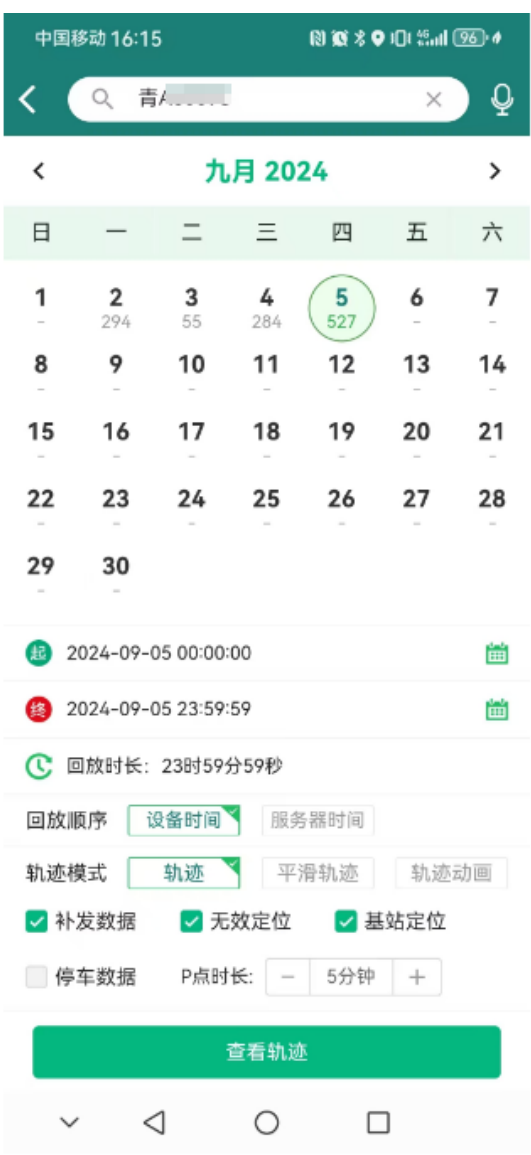 中国移动 16:15 4G 96
青A
九月 2024
日 一 二 三 四 五 六
1 2 3 4 5 6 7
- 294 55 284 527 - -
8 9 10 11 12 13 14
- - - - - - -
15 16 17 18 19 20 21
- - - - - - -
22 23 24 25 26 27 28
- - - - - - -
29 30
- -
起 2024-09-05 00:00:00
终 2024-09-05 23:59:59
回放时长: 23时59分59秒
回放顺序 设备时间 服务器时间
轨迹模式 轨迹 平滑轨迹 轨迹动画
补发数据 无效定位 基站定位
停车数据 P点时长: - 5分钟 +
查看轨迹